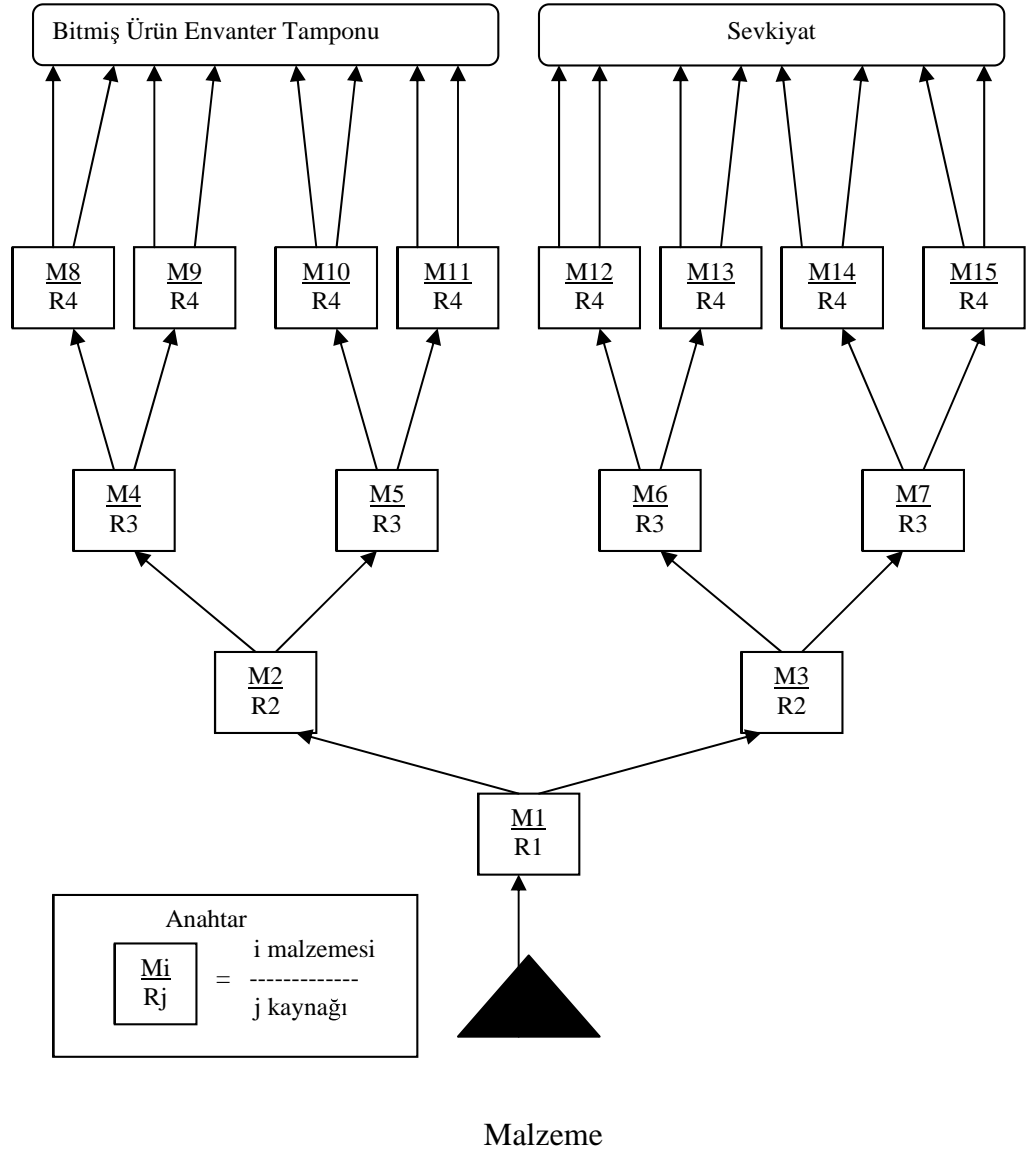 Bitmiş Ürün Envanter Tamponu
Sevkiyat
M8
R4
M9
R4
M10
R4
M11
R4
M12
R4
M13
R4
M14
R4
M15
R4
M4
R3
M5
R3
M6
R3
M7
R3
M2
R2
M3
R2
M1
R1
Anahtar
Mi
Rj
=
i malzemesi
-------------
j kaynağı
Malzeme